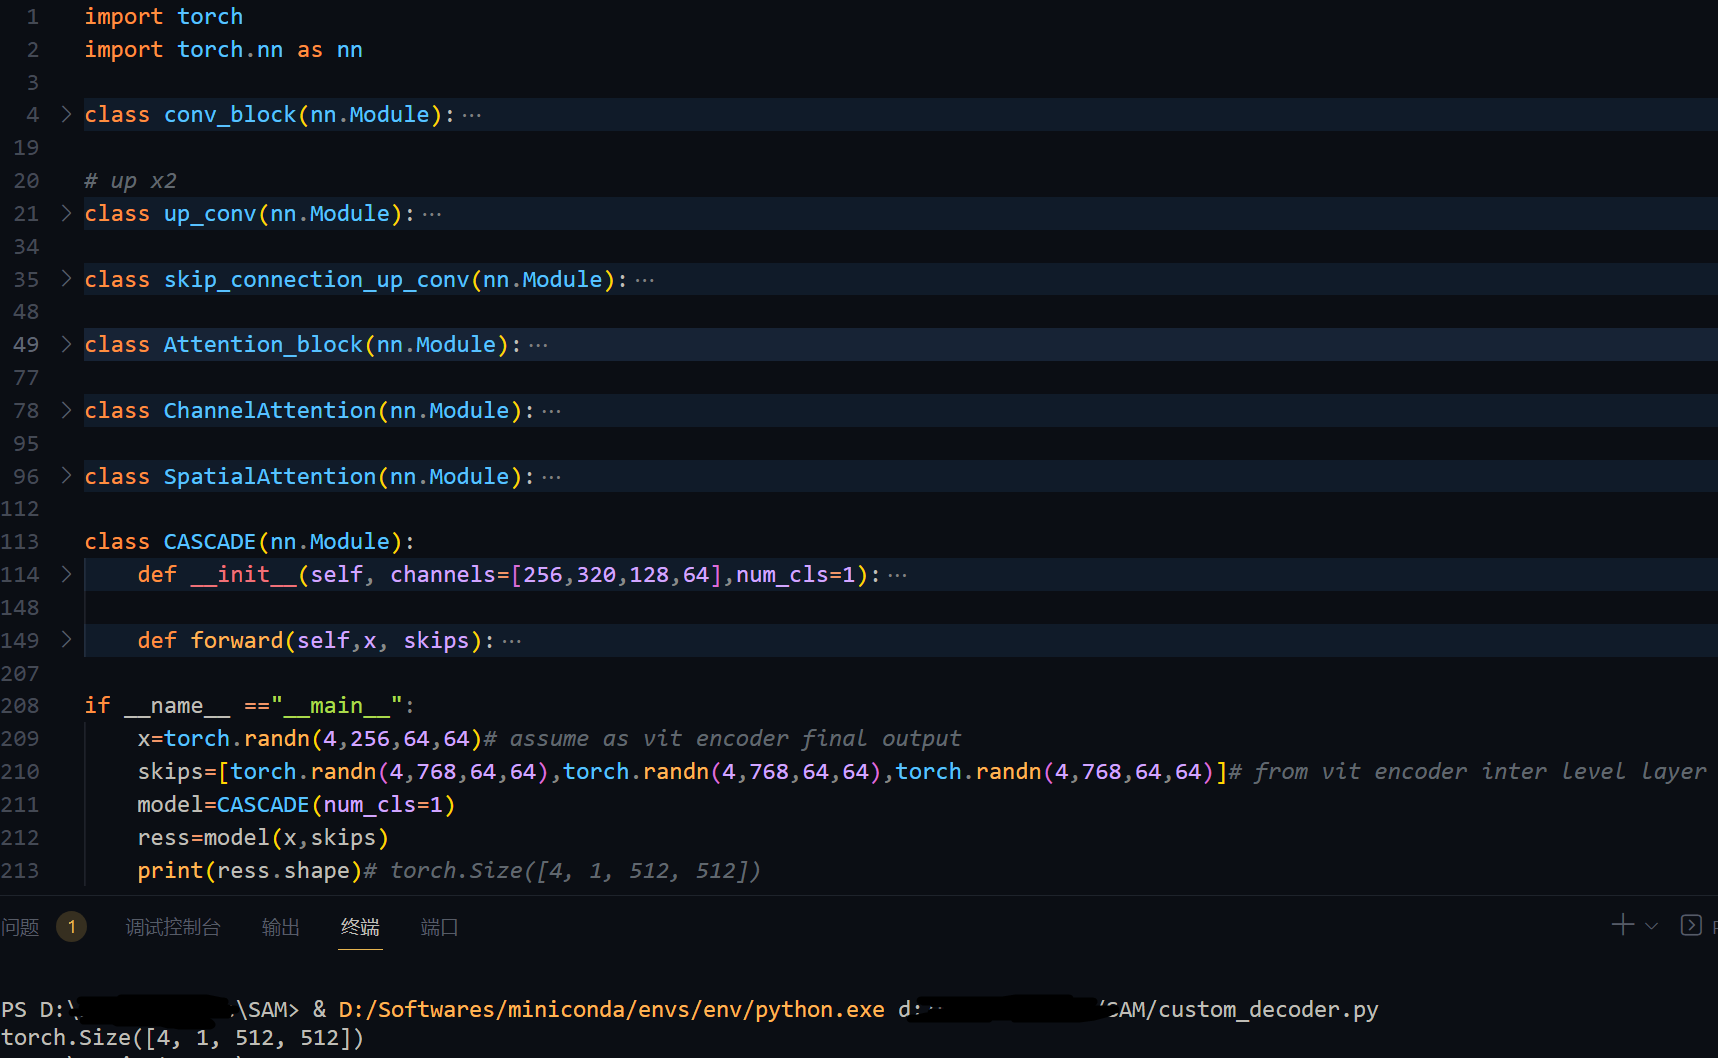 1 import torch
2 import torch.nn as nn
3
4 class conv_block(nn.Module):···
19
20 # up x2
21 class up_conv(nn.Module):···
34
35 class skip_connection_up_conv(nn.Module):···
48
49 class Attention_block(nn.Module):···
77
78 class ChannelAttention(nn.Module):···
95
96 class SpatialAttention(nn.Module):···
112
113 class CASCADE(nn.Module):
114 def __init__(self, channels=[256,320,128,64],num_cls=1):···
148
149 def forward(self,x, skips):···
207
208 if __name__ =="__main__":
209 x=torch.randn(4,256,64,64)# assume as vit encoder final output
210 skips=[torch.randn(4,768,64,64),torch.randn(4,768,64,64),torch.randn(4,768,64,64)]# from vit encoder inter level layer
211 model=CASCADE(num_cls=1)
212 ress=model(x,skips)
213 print(ress.shape)# torch.Size([4, 1, 512, 512])
问题 1 调试控制台 输出 终端 端口
PS D:\ \SAM> & D:/Softwares/miniconda/envs/env/python.exe d: /SAM/custom_decoder.py
torch.Size([4, 1, 512, 512])